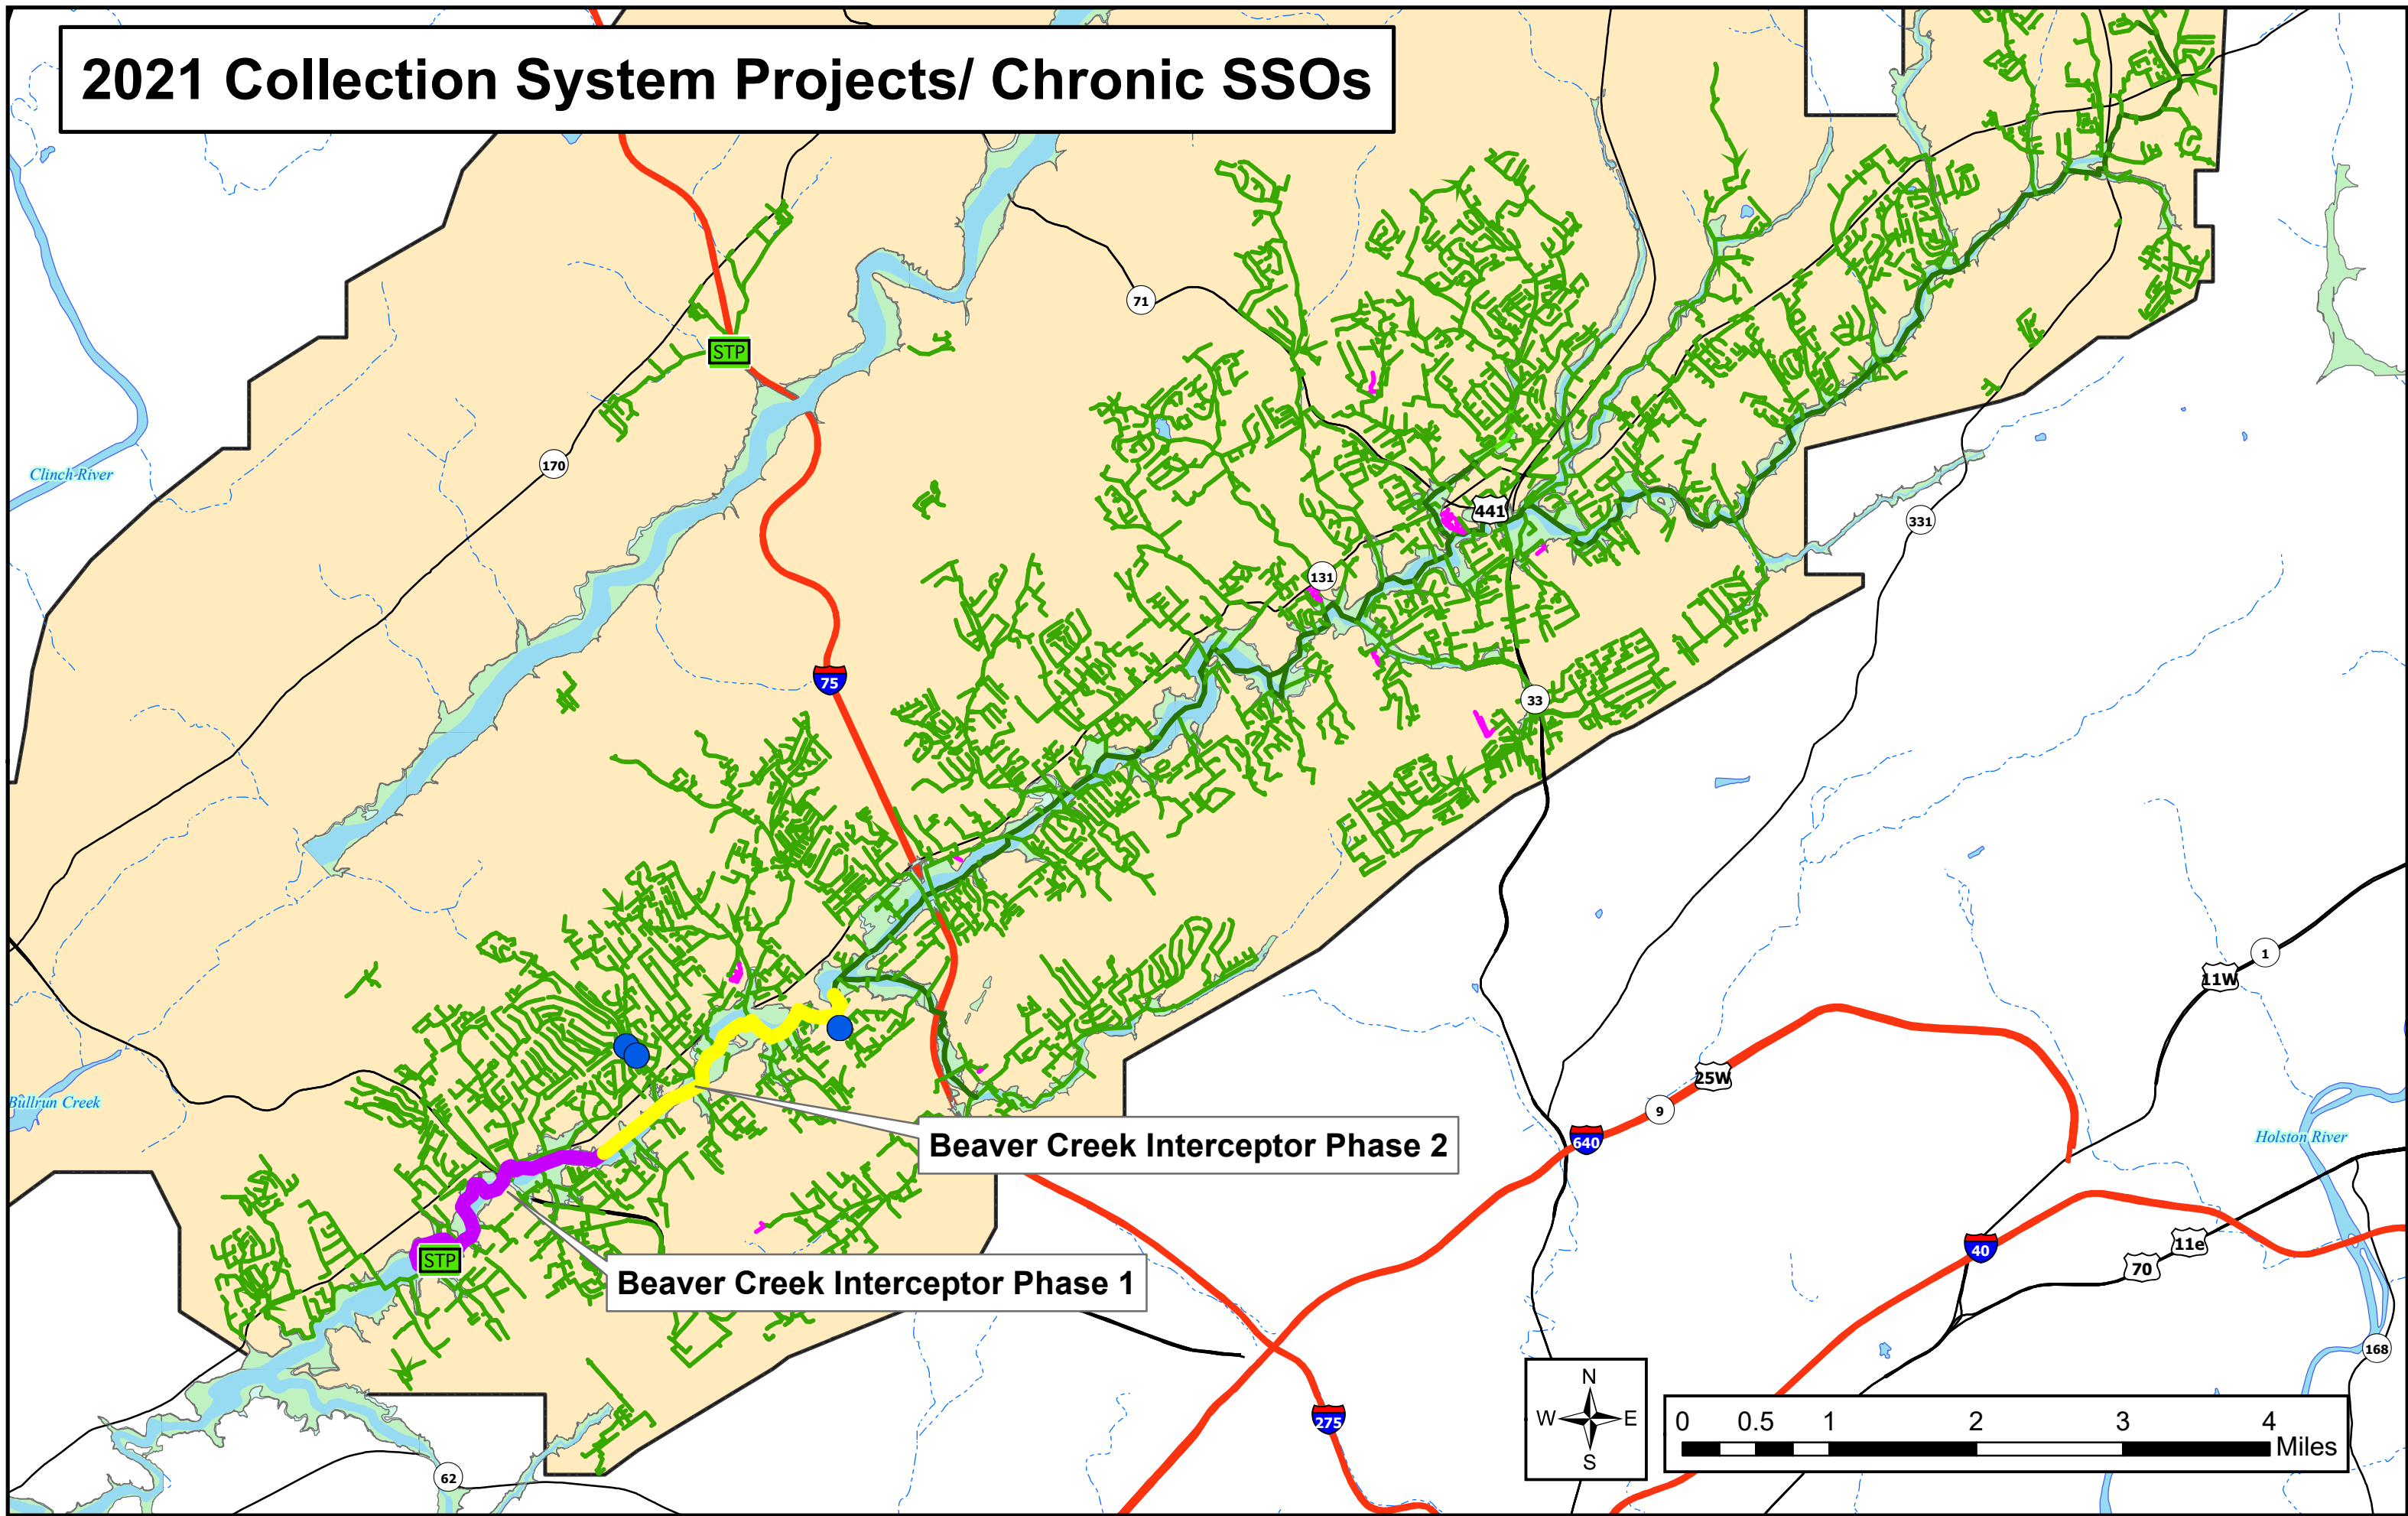 2021 Collection System Projects/ Chronic SSOs
71
STP
Clinch River
170
441
331
131
75
33
1
11W
25W
Bullrun Creek
9
640
Beaver Creek Interceptor Phase 2
Holston River
40
11e
STP
70
Beaver Creek Interceptor Phase 1
168
N
W E
S
275
0 0.5 1 2 3 4
Miles
62